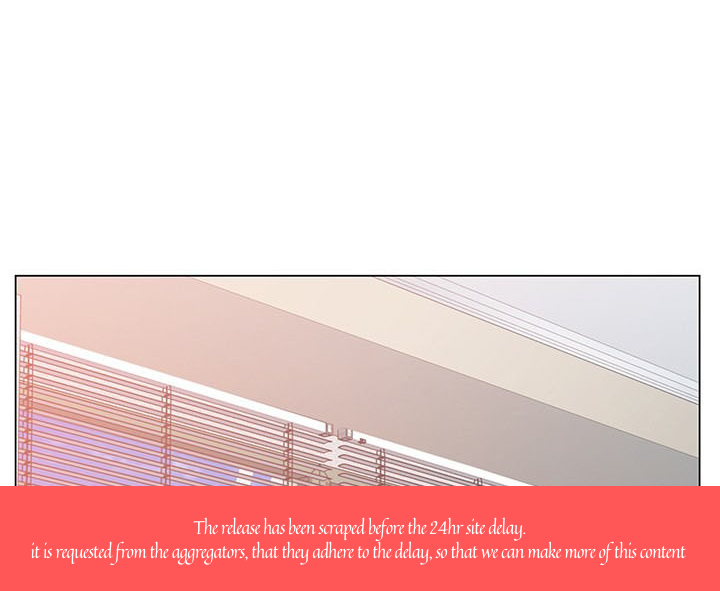 The release has been scraped before the 24hr site delay.
it is requested from the aggregators, that they adhere to the delay, so that we can make more of this content